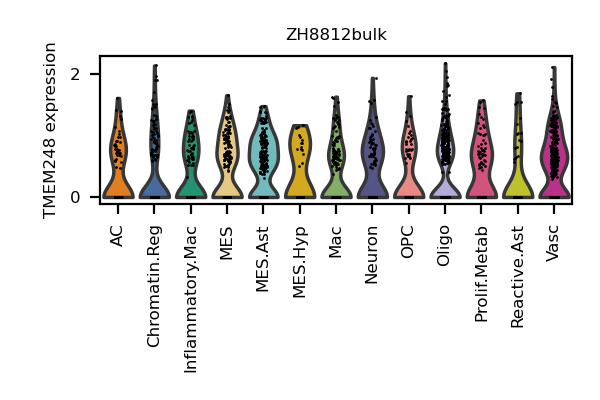 ZH8812bulk
TMEM248 expression
2
0
AC
Chromatin.Reg
Inflammatory.Mac
MES
MES.Ast
MES.Hyp
Mac
Neuron
OPC
Oligo
Prolif.Metab
Reactive.Ast
Vasc